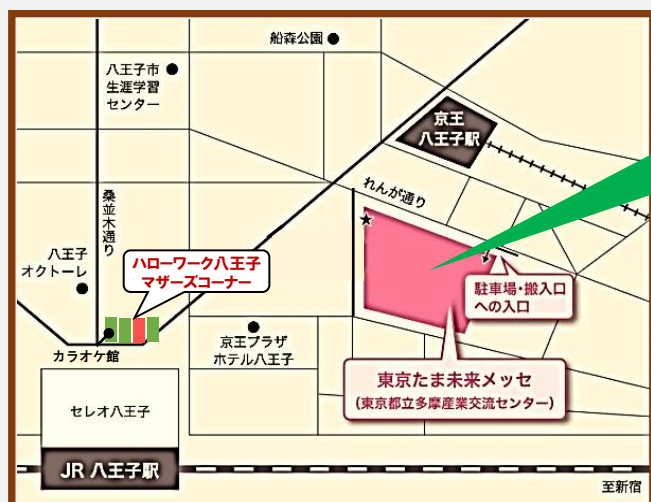 船森公園
八王子市
生涯学習
センター
京王
八王子駅
れんが通り
桑並木通り
八王子
オクトーレ
ハローワーク八王子
マザーズコーナー
駐車場・搬入口
への入口
カラオケ館
京王プラザ
ホテル八王子
東京たま未来メッセ
(東京都立多摩産業交流センター)
セレオ八王子
JR 八王子駅
至新宿